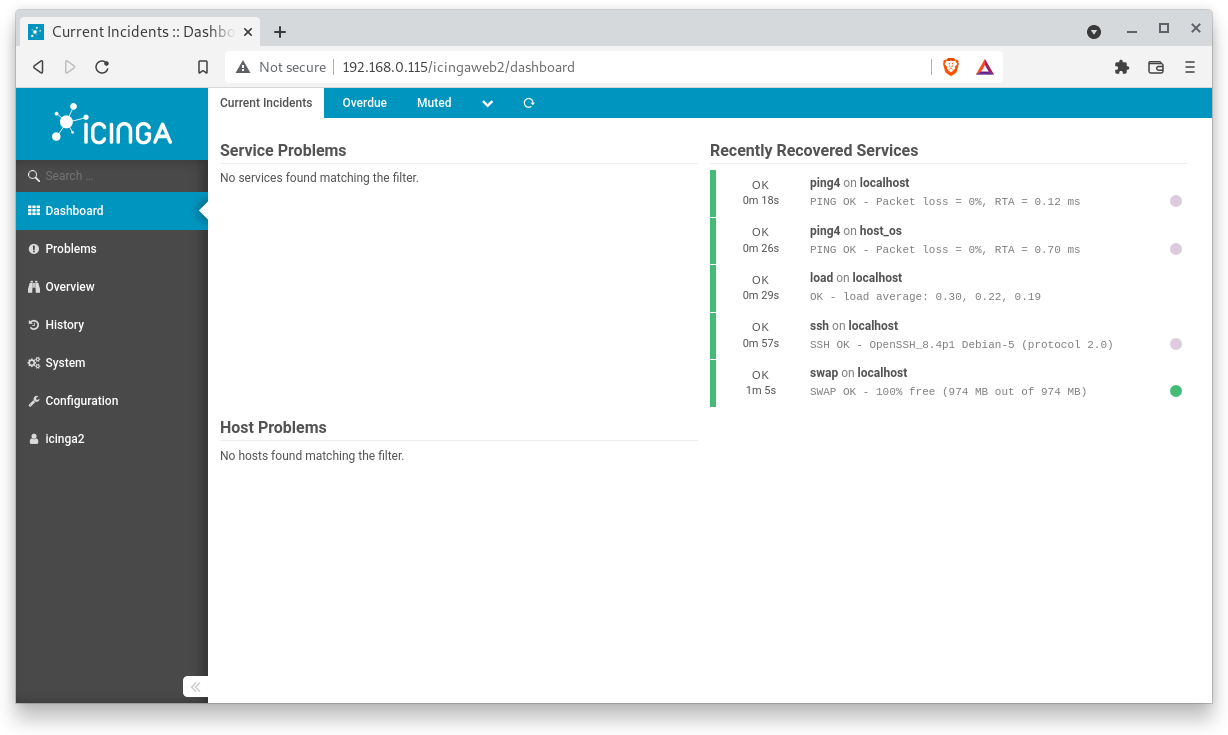 Current Incidents :: Dashbo
Not secure
192.168.0.115/icingaweb2/dashboard
ICINGA
Search ...
Dashboard
Problems
Overview
History
System
Configuration
icinga2
Current Incidents
Overdue
Muted
Service Problems
No services found matching the filter.
Host Problems
No hosts found matching the filter.
Recently Recovered Services
OK
0m 18s
ping4 on localhost
PING OK - Packet loss = 0%, RTA = 0.12 ms
OK
0m 26s
ping4 on host_os
PING OK - Packet loss = 0%, RTA = 0.70 ms
OK
0m 29s
load on localhost
OK - load average: 0.30, 0.22, 0.19
OK
0m 57s
ssh on localhost
SSH OK - OpenSSH_8.4p1 Debian-5 (protocol 2.0)
OK
1m 5s
swap on localhost
SWAP OK - 100% free (974 MB out of 974 MB)